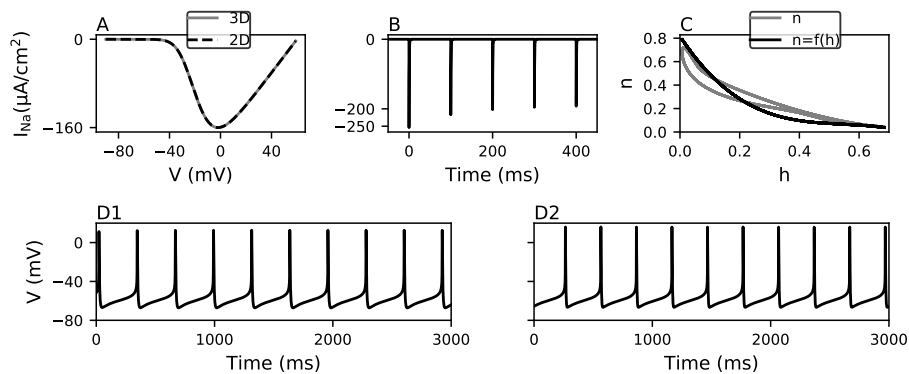 A
3D
2D
0
−160
I_Na(μA/cm²)
−80 −40 0 40
V (mV)
B
0
−200
−250
0 200 400
Time (ms)
C
n
n=f(h)
0.8
0.6
0.4
0.2
0.0
n
0.0 0.2 0.4 0.6
h
D1
0
−40
−80
V (mV)
0 1000 2000 3000
Time (ms)
D2
0 1000 2000 3000
Time (ms)